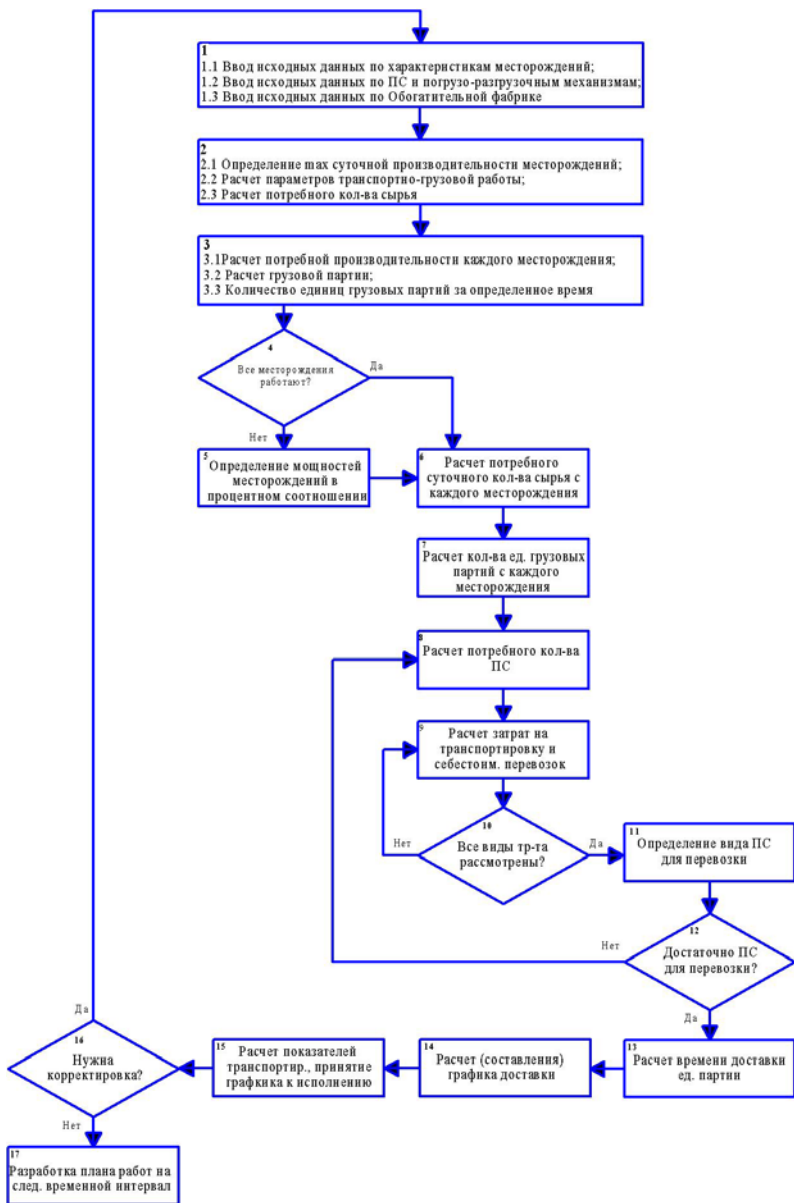 1
1.1 Ввод исходных данных по характеристикам месторождений;
1.2 Ввод исходных данных по ПС и погрузо-разгрузочным механизмам;
1.3 Ввод исходных данных по Обогатительной фабрике
2
2.1 Определение max суточной производительности месторождений;
2.2 Расчет параметров транспортно-грузовой работы;
2.3 Расчет потребного кол-ва сырья
3
3.1Расчет потребной производительности каждого месторождения;
3.2 Расчет грузовой партии;
3.3 Количество единиц грузовых партий за определенное время
4
Все месторождения
работают?
Да
Нет
5
Определение мощностей
месторождений в
процентном соотношении
6
Расчет потребного
суточного кол-ва сырья с
каждого месторождения
7
Расчет кол-ва ед. грузовых
партий с каждого
месторождения
8
Расчет потребного кол-ва
ПС
9
Расчет затрат на
транспортировку и
себестоим. перевозок
10
Все виды тр-та
рассмотрены?
Нет
Да
11
Определение вида ПС
для перевозки
12
Достаточно ПС
для перевозки?
Нет
Да
13
Расчет времени доставки
ед. партии
14
Расчет (составления)
графика доставки
15
Расчет показателей
транспортир., принятие
графкика к исполнению
16
Нужна
корректировка?
Да
Нет
17
Разработка плана работ на
след. временной интервал